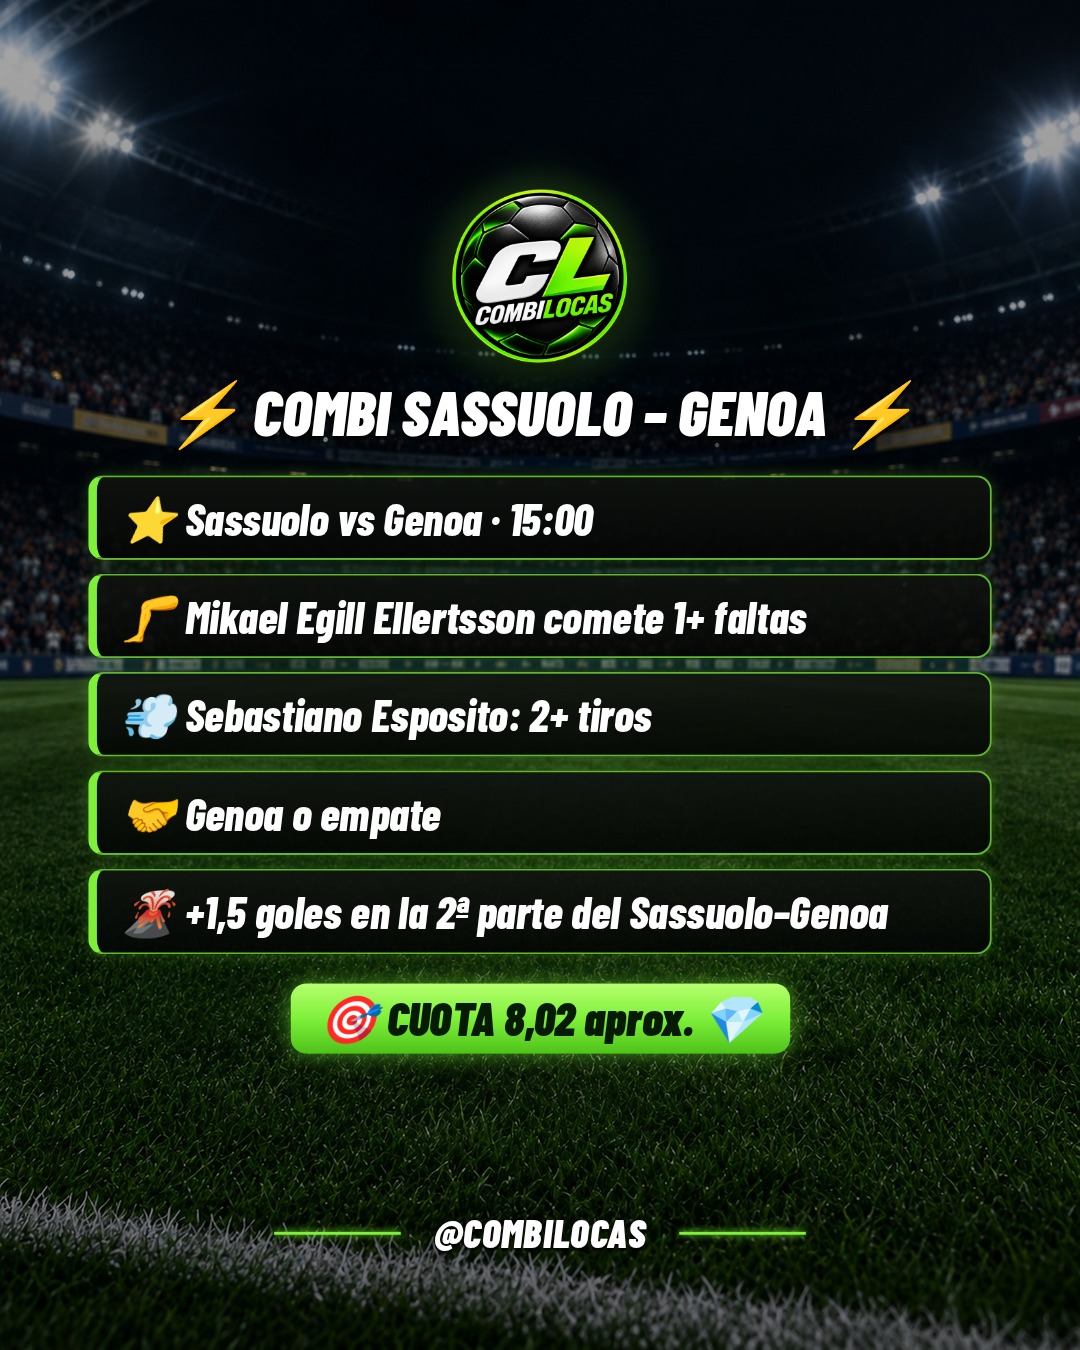 CL
COMBILOCAS
⚡ COMBI SASSUOLO - GENOA ⚡
⭐ Sassuolo vs Genoa · 15:00
🦵 Mikael Egill Ellertsson comete 1+ faltas
💨 Sebastiano Esposito: 2+ tiros
🤝 Genoa o empate
🌋 +1,5 goles en la 2ª parte del Sassuolo-Genoa
🎯 CUOTA 8,02 aprox. 💎
@COMBILOCAS